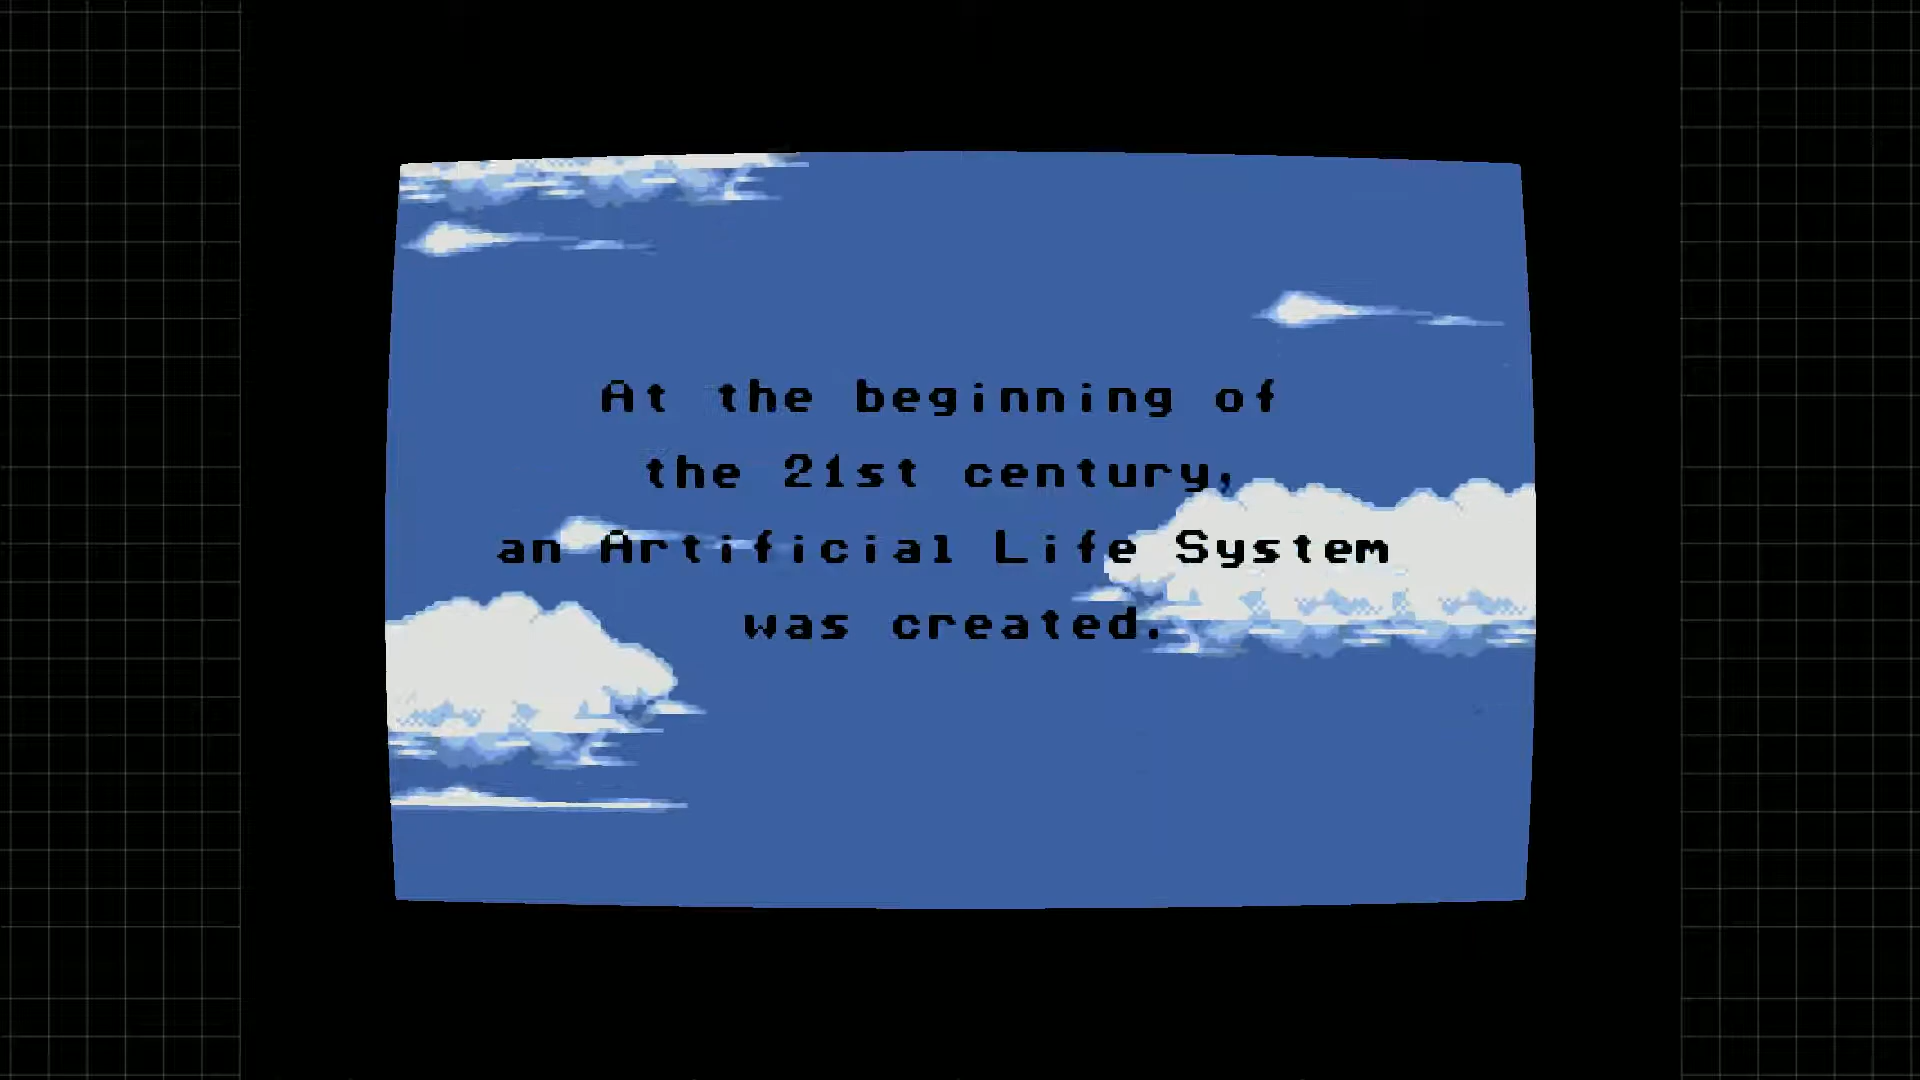 At the beginning of
the 21st century,
an Artificial Life System
was created.